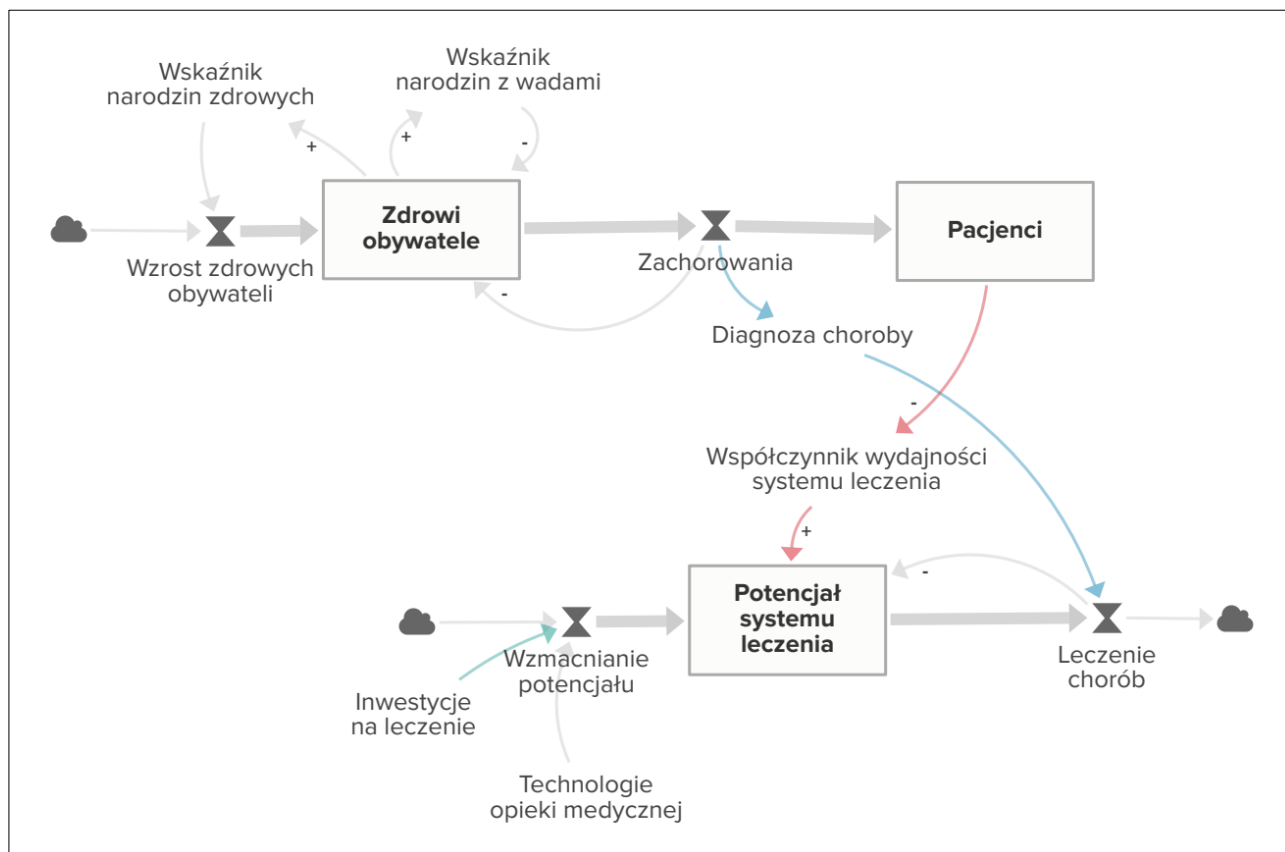 Wskaźnik
narodzin zdrowych
Wskaźnik
narodzin z wadami
+
+
-
Zdrowi
obywatele
Pacjenci
Wzrost zdrowych
obywateli
Zachorowania
-
Diagnoza choroby
-
Współczynnik wydajności
systemu leczenia
+
-
Potencjał
systemu
leczenia
Wzmacnianie
potencjału
Leczenie
chorób
Inwestycje
na leczenie
Technologie
opieki medycznej